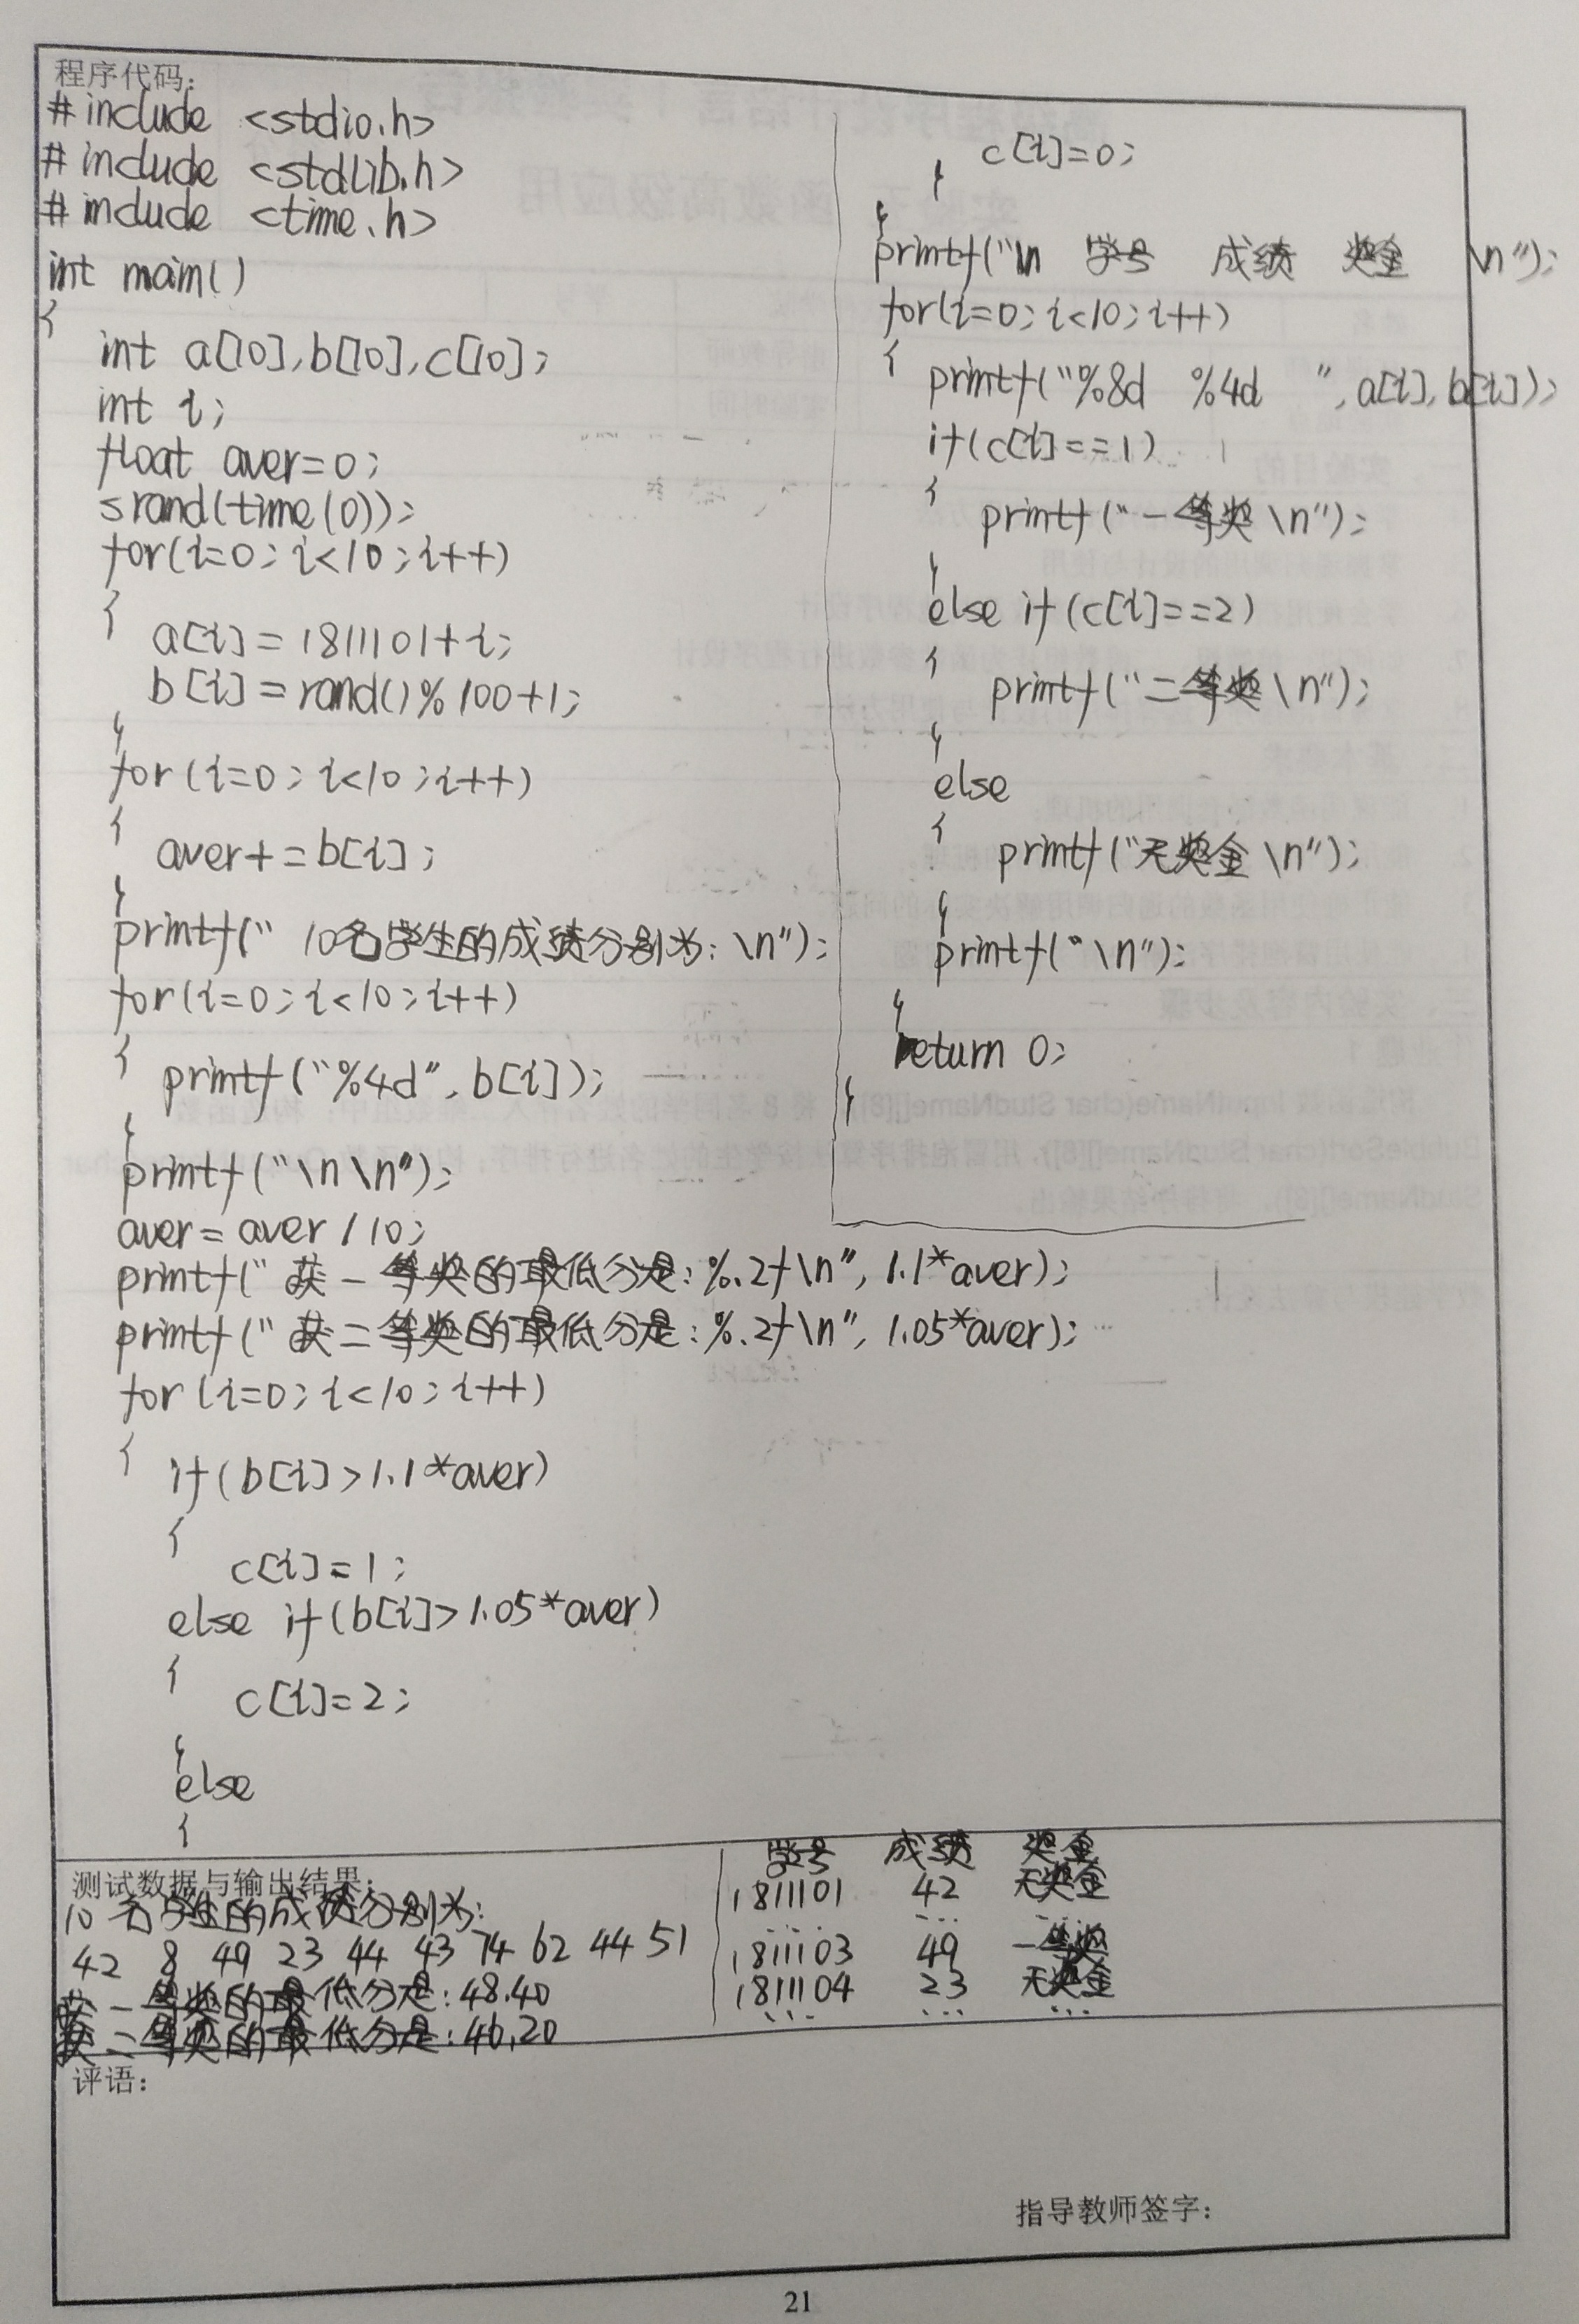 程序代码：
#include <stdio.h>
#include <stdlib.h>
#include <time.h>
int main()
{
int a[10],b[10],c[10];
int i;
float aver=0;
srand(time(0));
for(i=0;i<10;i++)
{
a[i]=1811101+i;
b[i]=rand()%100+1;
}
for(i=0;i<10;i++)
{
aver+=b[i];
}
printf(" 10名学生的成绩分别为:\n");
for(i=0;i<10;i++)
{
printf("%4d",b[i]);
}
printf("\n\n");
aver=aver/10;
printf("获一等奖的最低分是:%.2f\n",1.1*aver);
printf("获二等奖的最低分是:%.2f\n",1.05*aver);
for(i=0;i<10;i++)
{
if(b[i]>1.1*aver)
{
c[i]=1;
else if(b[i]>1.05*aver)
{
c[i]=2;
}
else
{
c[i]=0;
}
}
printf("\n 学号 成绩 奖金 \n");
for(i=0;i<10;i++)
{
printf("%8d %4d ",a[i],b[i]);
if(c[i]==1)
{
printf("一等奖\n");
}
else if(c[i]==2)
{
printf("二等奖\n");
}
else
{
printf("无奖金\n");
}
printf("\n");
}
return 0;
}
测试数据与输出结果：
10名学生的成绩分别为:
42 8 49 23 44 43 74 62 44 51
获一等奖的最低分是:48.40
获二等奖的最低分是:46.20
学号 成绩 奖金
1811101 42 无奖金
... ... ...
1811103 49 一等奖
1811104 23 无奖金
... ... ...
评语：
指导教师签字：
21